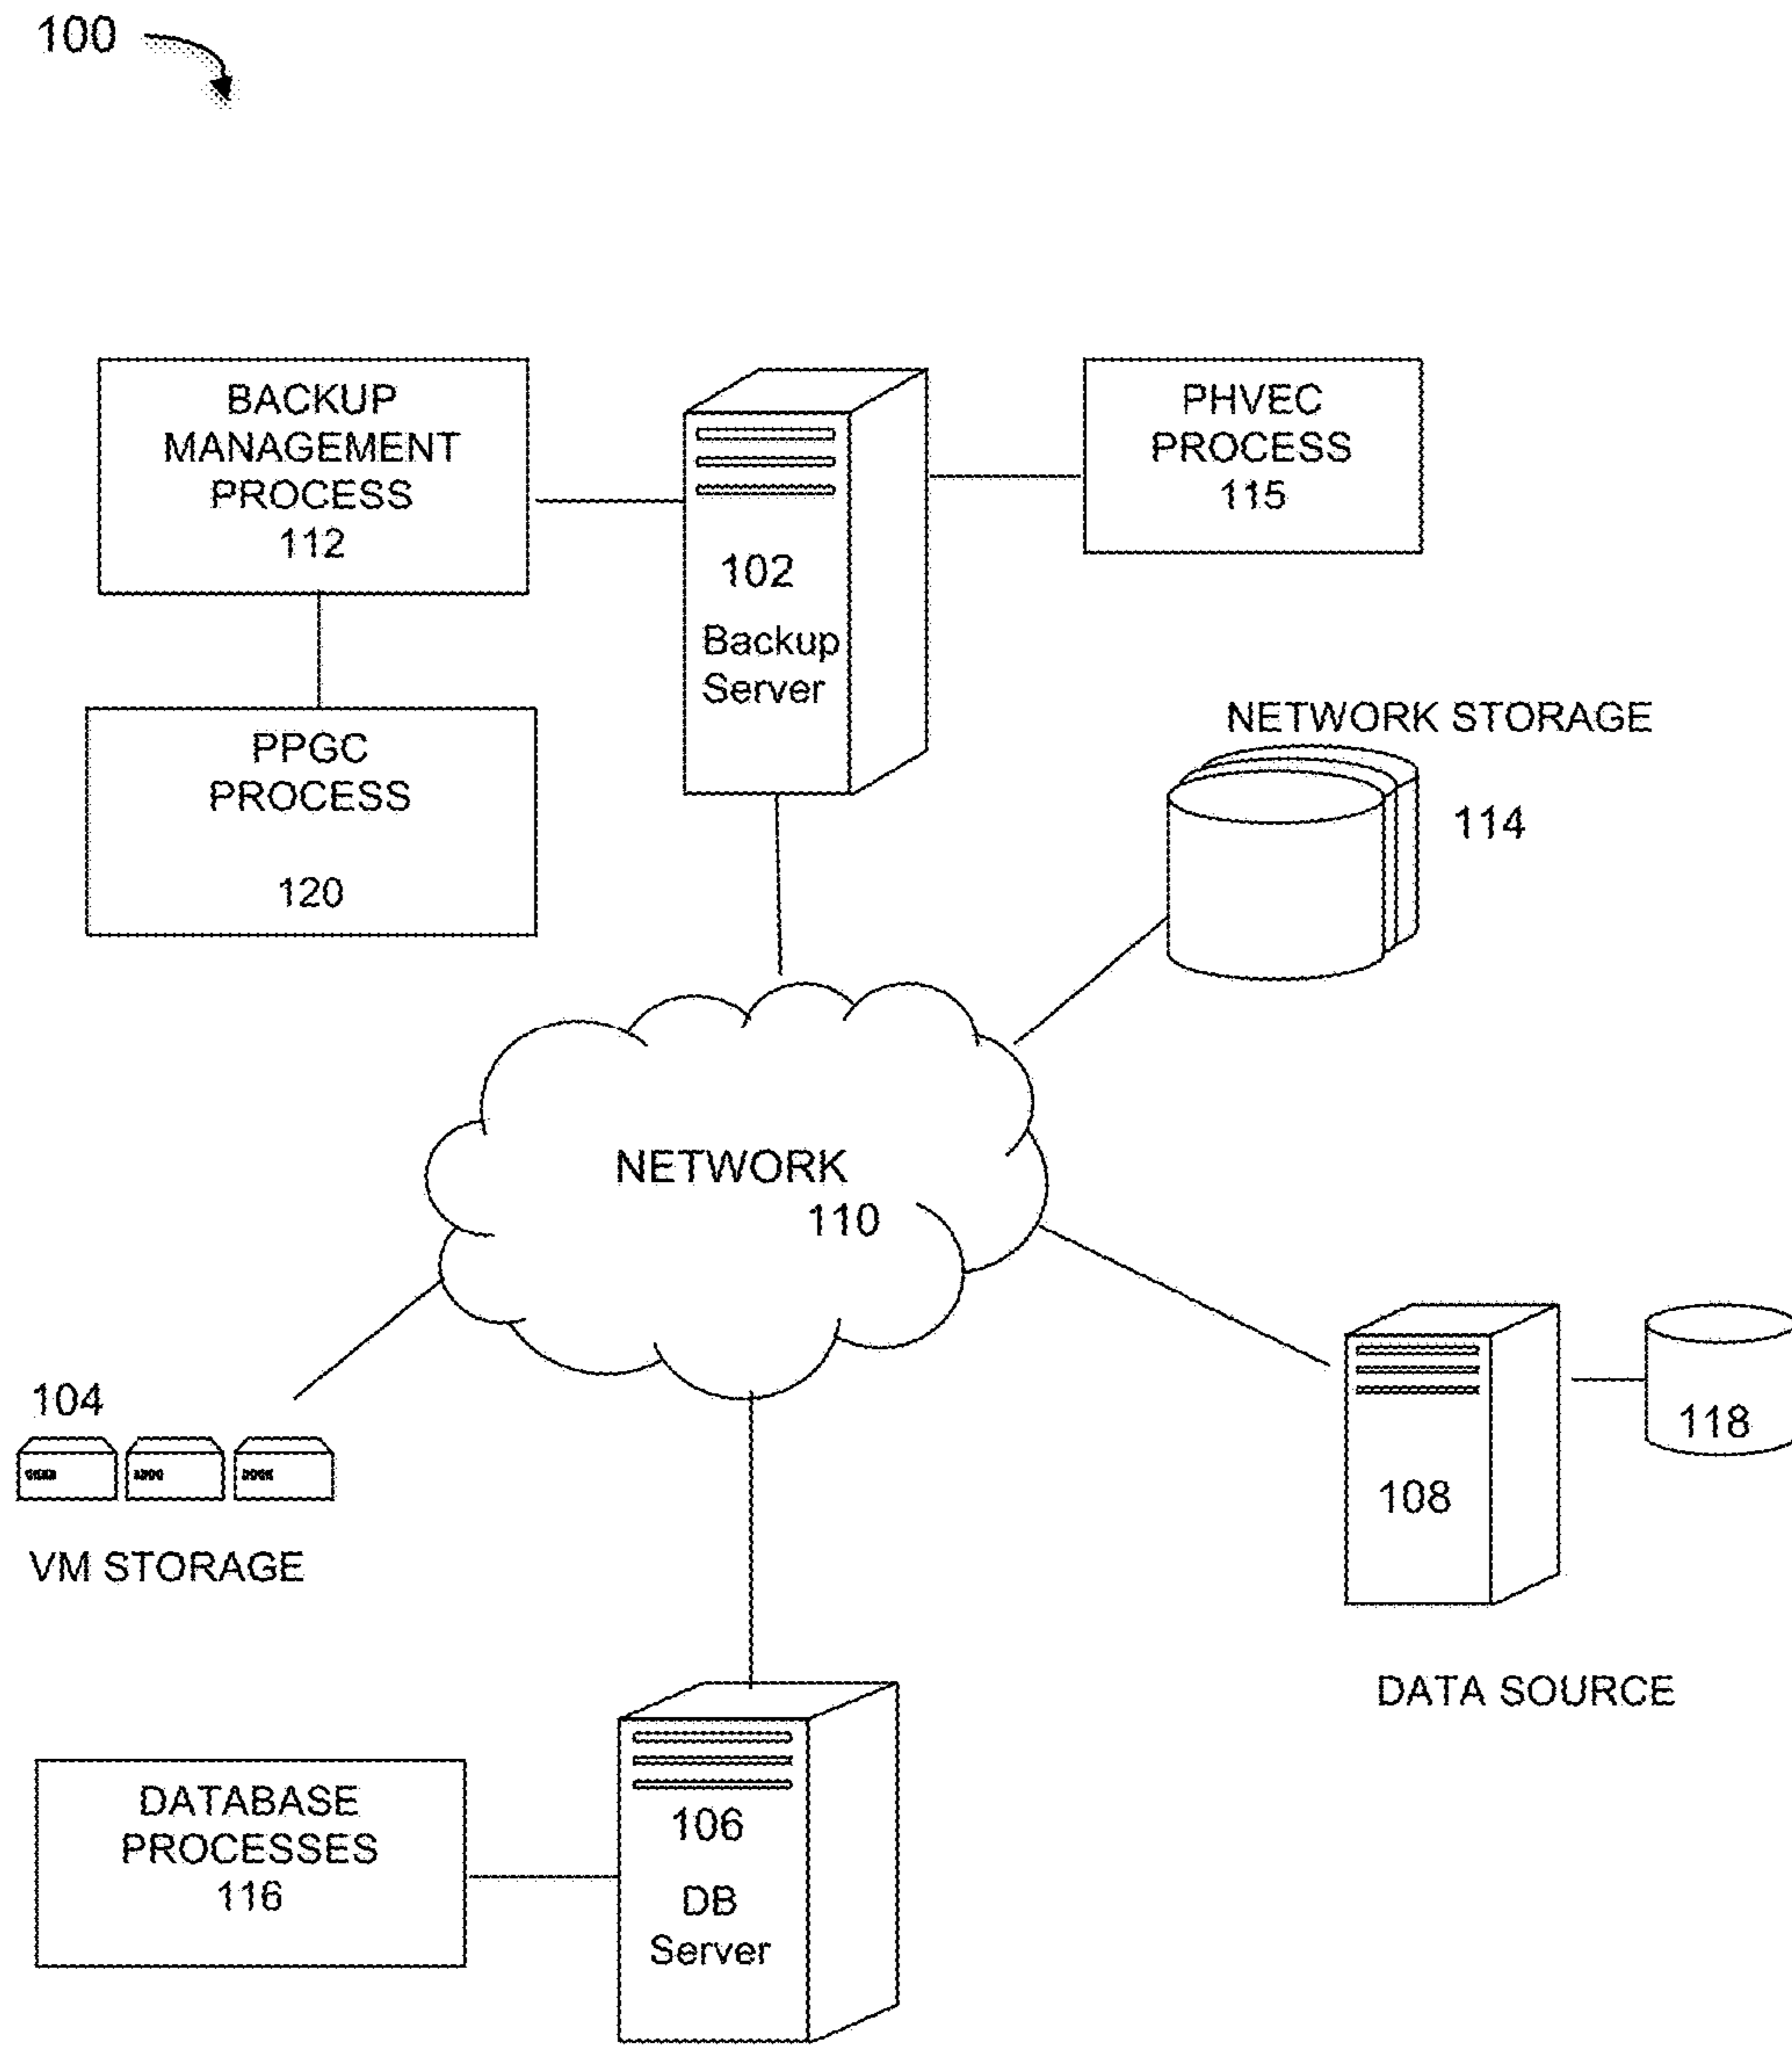 100
BACKUP
MANAGEMENT
PROCESS
112
102
Backup
Server
PHVEC
PROCESS
115
PPGC
PROCESS
120
NETWORK STORAGE
114
NETWORK
110
104
VM STORAGE
108
118
DATA SOURCE
DATABASE
PROCESSES
116
106
DB
Server